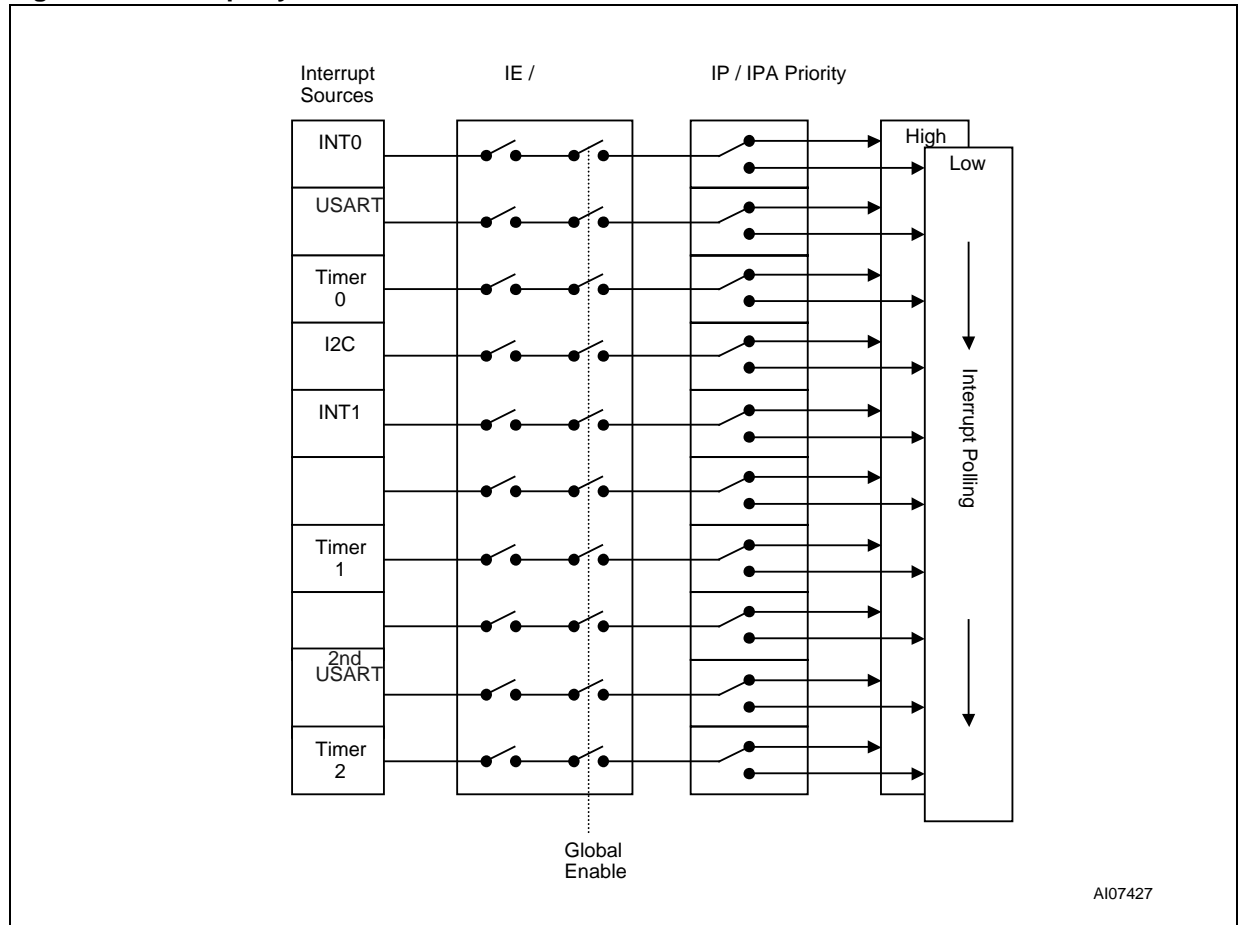 Interrupt
Sources
IE /
IP / IPA Priority
INT0
High
Low
USART
Timer
0
I2C
INT1
Interrupt Polling
Timer
1
2nd
USART
Timer
2
Global
Enable
AI07427